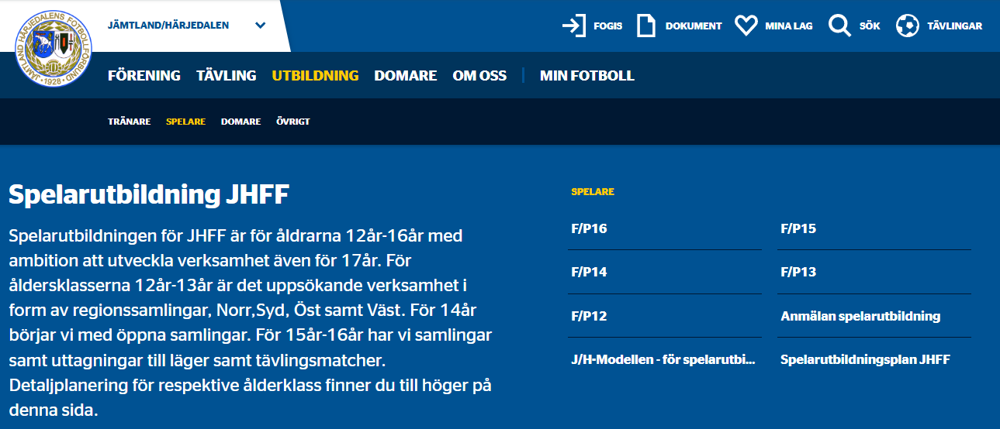 JÄMTLAND/HÄRJEDALEN
FOGIS
DOKUMENT
MINA LAG
SÖK
TÄVLINGAR
JÄMTLAND HÄRJEDALENS FOTBOLLFÖRBUND
1928
FÖRENING TÄVLING UTBILDNING DOMARE OM OSS MIN FOTBOLL
TRÄNARE SPELARE DOMARE ÖVRIGT
Spelarutbildning JHFF
Spelarutbildningen för JHFF är för åldrarna 12år-16år med
ambition att utveckla verksamhet även för 17år. För
åldersklasserna 12år-13år är det uppsökande verksamhet i
form av regionssamlingar, Norr,Syd, Öst samt Väst. För 14år
börjar vi med öppna samlingar. För 15år-16år har vi samlingar
samt uttagningar till läger samt tävlingsmatcher.
Detaljplanering för respektive ålderklass finner du till höger på
denna sida.
SPELARE
F/P16
F/P15
F/P14
F/P13
F/P12
Anmälan spelarutbildning
J/H-Modellen - för spelarutbi...
Spelarutbildningsplan JHFF